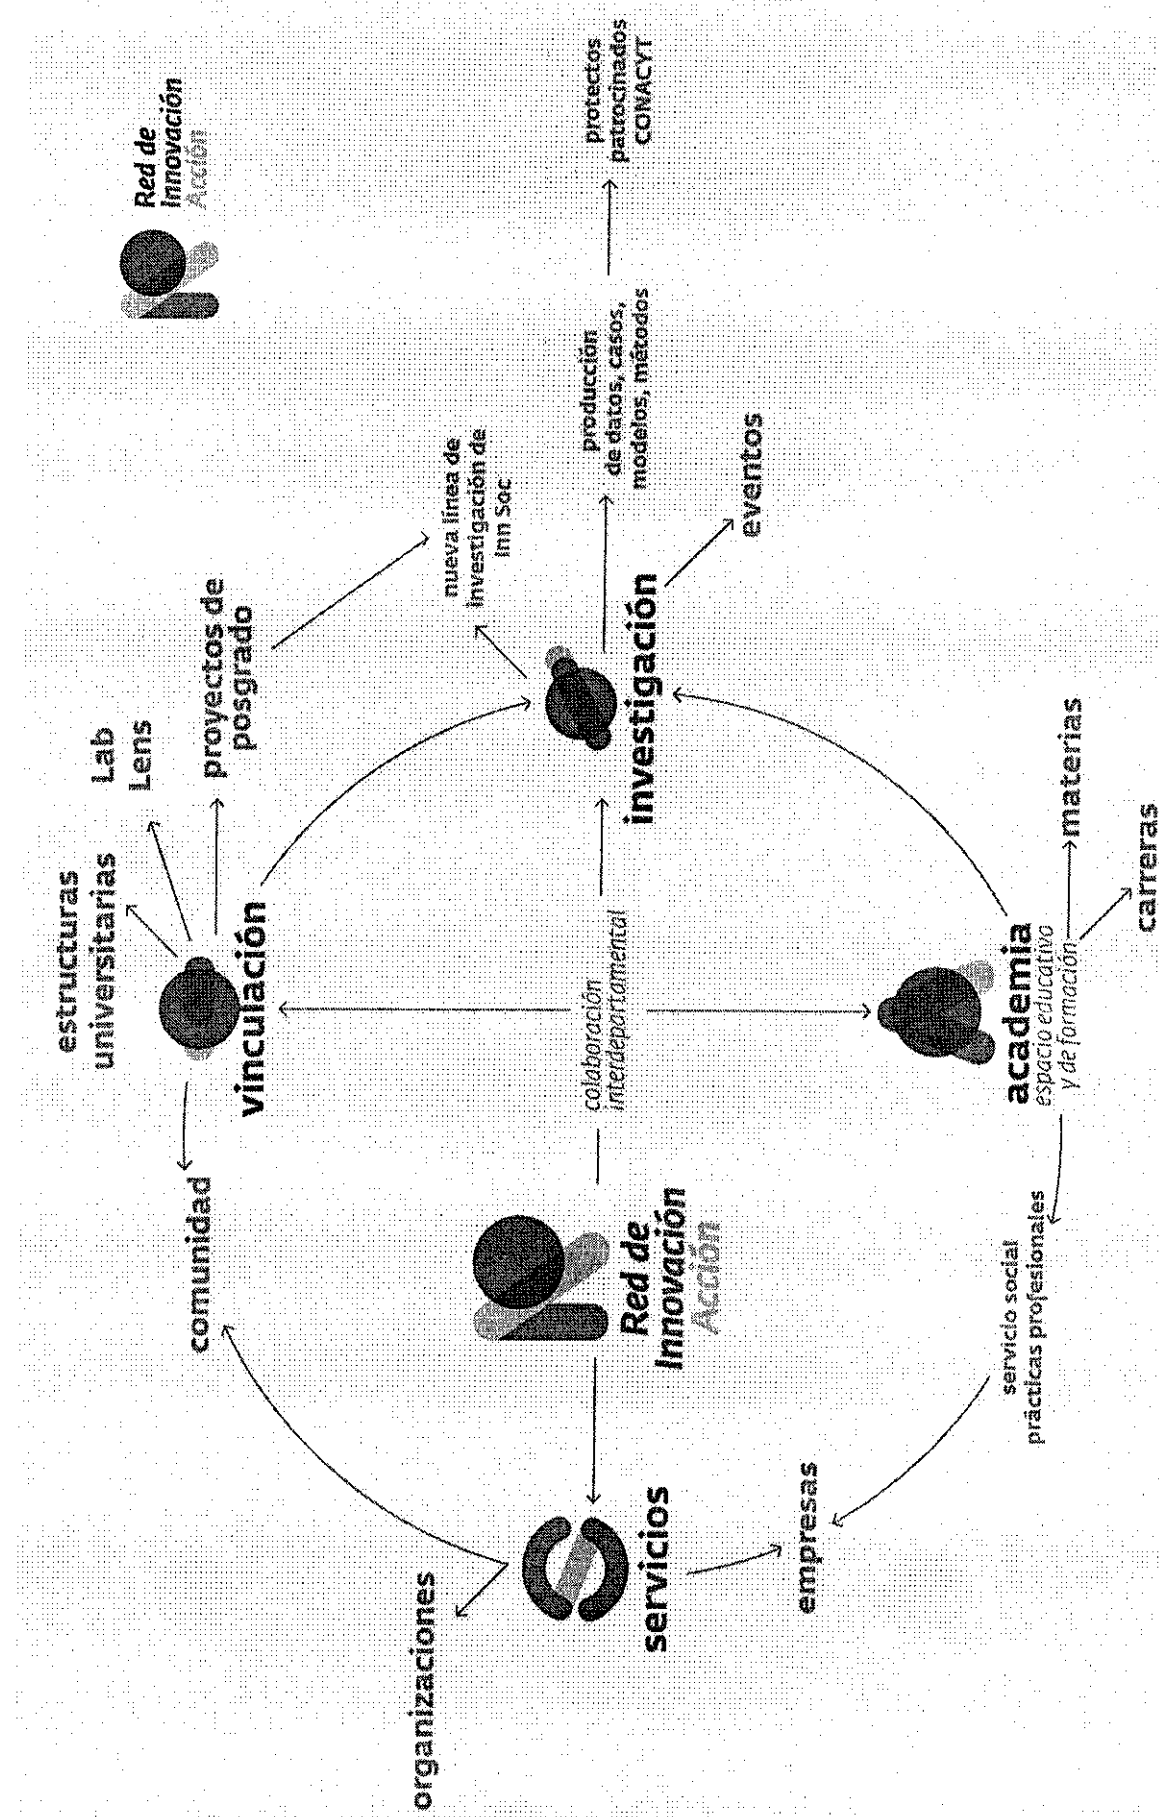 Red de
Innovación
Acción
estructuras
universitarias
Lab
Lens
proyectos de
posgrado
comunidad
vinculación
nueva línea de
investigación de
Inn Soc
organizaciones
servicios
Red de
Innovación
Acción
colaboración
interdepartamental
investigación
producción
de datos, casos,
modelos, métodos
protectos
patrocinados
CONACYT
eventos
empresas
servicio social
prácticas profesionales
academia
espacio educativo
y de formación
materias
carreras